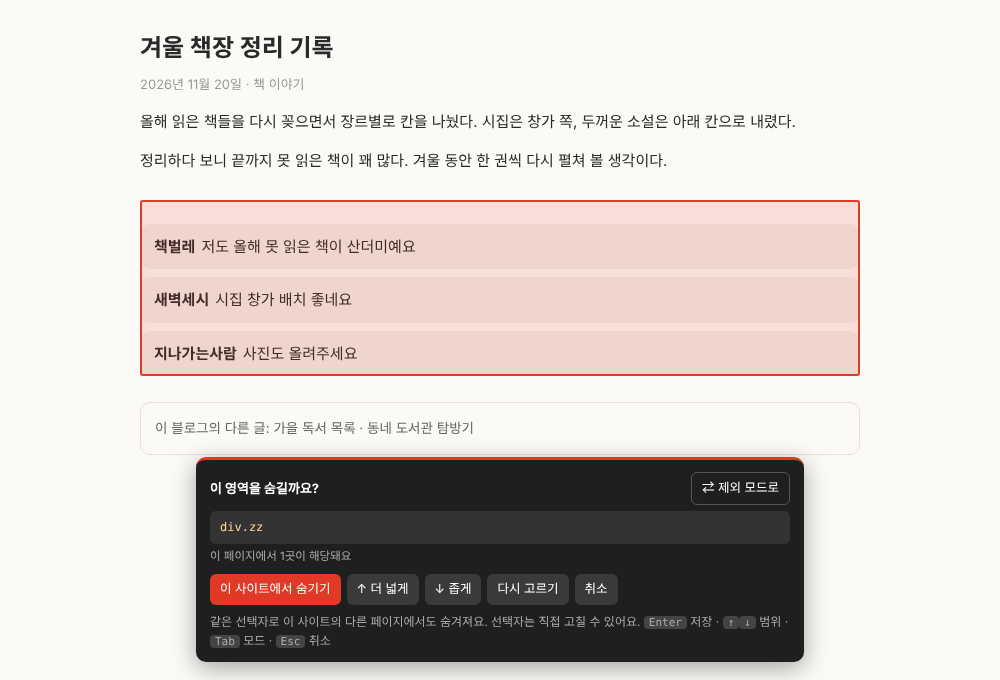 겨울 책장 정리 기록
2026년 11월 20일 · 책 이야기
올해 읽은 책들을 다시 꽂으면서 장르별로 칸을 나눴다. 시집은 창가 쪽, 두꺼운 소설은 아래 칸으로 내렸다.
정리하다 보니 끝까지 못 읽은 책이 꽤 많다. 겨울 동안 한 권씩 다시 펼쳐 볼 생각이다.
책벌레 저도 올해 못 읽은 책이 산더미예요
새벽세시 시집 창가 배치 좋네요
지나가는사람 사진도 올려주세요
이 블로그의 다른 글: 가을 독서 목록 · 동네 도서관 탐방기
이 영역을 숨길까요? ⇄ 제외 모드로
div.zz
이 페이지에서 1곳이 해당돼요
이 사이트에서 숨기기 ↑ 더 넓게 ↓ 좁게 다시 고르기 취소
같은 선택자로 이 사이트의 다른 페이지에서도 숨겨져요. 선택자는 직접 고칠 수 있어요. Enter 저장 · ↑ ↓ 범위 ·
Tab 모드 · Esc 취소